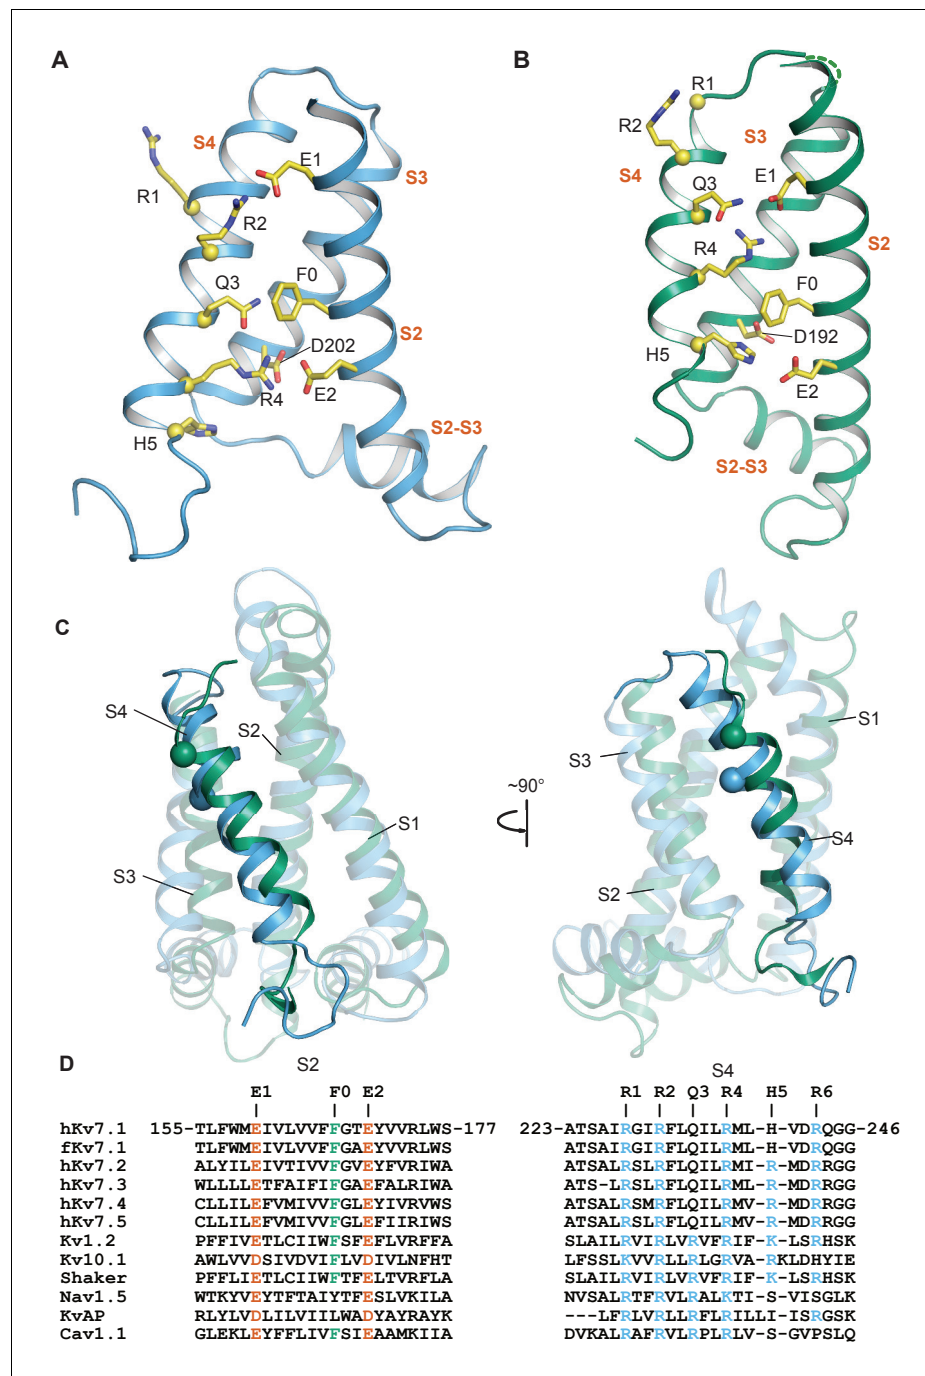 A
B
S4
E1
S3
R1
R2
Q3
F0
S2
D202
R4
E2
H5
S2-S3
R1
R2
S3
S4
Q3
E1
R4
S2
F0
D192
H5
E2
S2-S3
C
S4
S2
S1
S3
~90°
S3
S1
S4
S2
D
S2
S4
E1 F0 E2
R1 R2 Q3 R4 H5 R6
hKv7.1 155-TLFWMEIVLVVFFGTEYVVRLWS-177 223-ATSAIRGIRFLQILRML-H-VDRQGG-246
fKv7.1 TLFWMEIVLVVFFGAEYVVRLWS ATSAIRGIRFLQILRML-H-VDRQGG
hKv7.2 ALYILEIVTIVVFGVEYFVRIWA ATSALRSLRFLQILRMI-R-MDRRGG
hKv7.3 WLLLLETFAIFIFGAEFALRIWA ATS-LRSLRFLQILRML-R-MDRRGG
hKv7.4 CLLILEFVMIVVFGLEYIVRVWS ATSALRSMRFLQILRMV-R-MDRRGG
hKv7.5 CLLILEFVMIVVFGLEFIIRIWS ATSALRSLRFLQILRMV-R-MDRRGG
Kv1.2 PFFIVETLCIIWFSFEFLVRFFA SLAILRVIRLVRVFRIF-K-LSRHSK
Kv10.1 AWLVVDSIVDVIFLVDIVLNFHT LFSSLKVVRLLRLGRVA-RKLDHYIE
Shaker PFFLIETLCIIWFTFELTVRFLA SLAILRVIRLVRVFRIF-K-LSRHSK
Nav1.5 WTKYVEYTFTAIYTFESLVKILA NVSALRTFRVLRALKTI-S-VISGLK
KvAP RLYLVDLILVIILWADYAYRAYK ---LFRLVRLLRFLRILLI-ISRGSK
Cav1.1 GLEKLEYFFLIVFSIEAAMKIIA DVKALRAFRVLRPLRLV-S-GVPSLQ